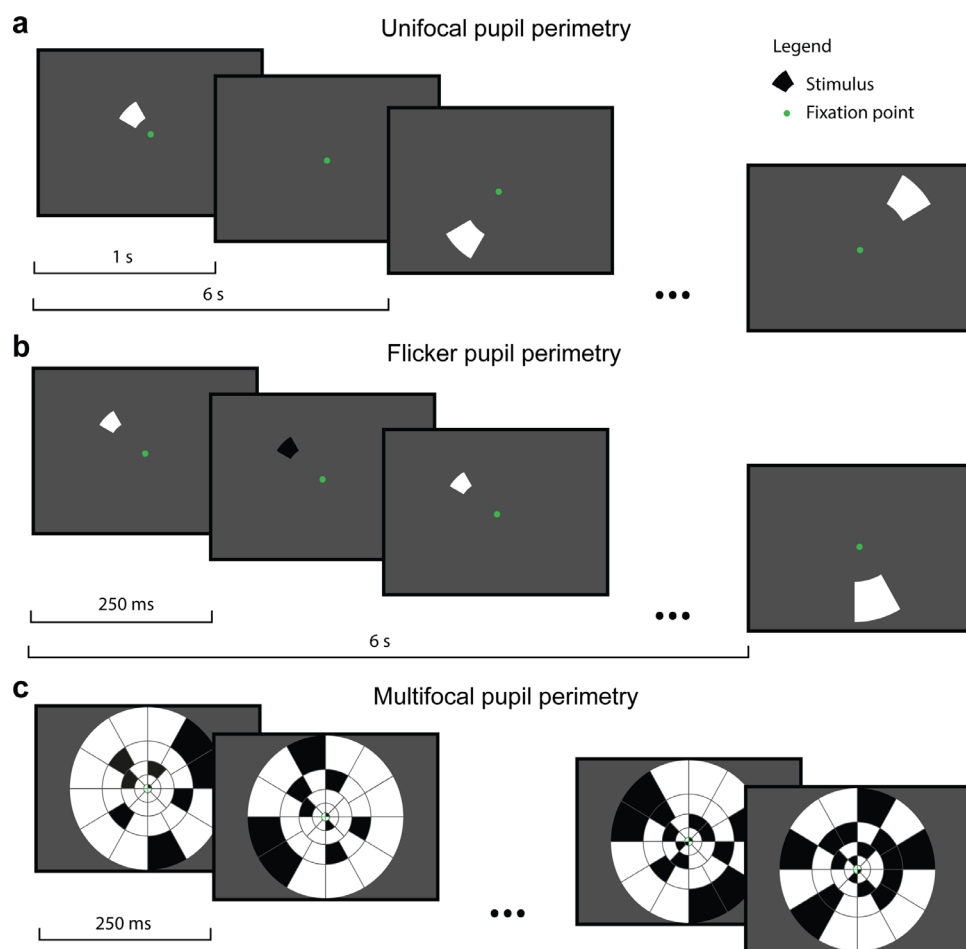 a
Unifocal pupil perimetry
Legend
Stimulus
Fixation point
1 s
6 s
b
Flicker pupil perimetry
250 ms
6 s
c
Multifocal pupil perimetry
250 ms